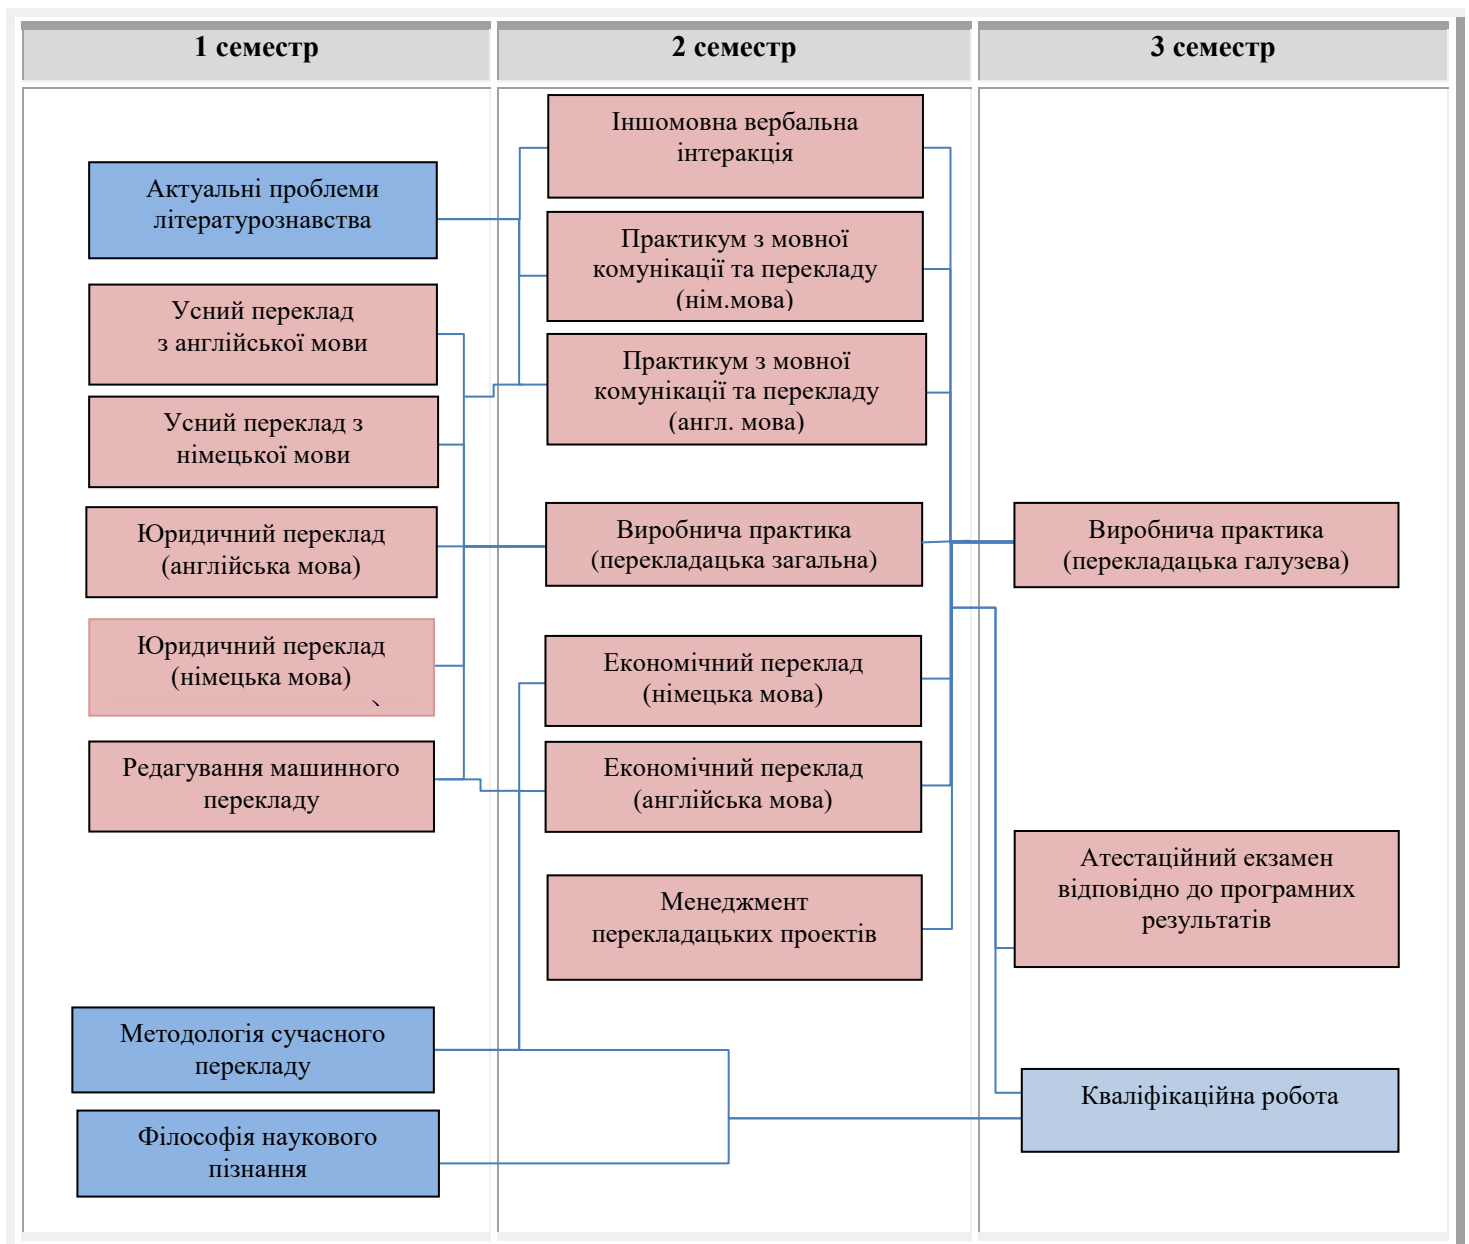 1 семестр
2 семестр
3 семестр
Актуальні проблеми
літературознавства
Усний переклад
з англійської мови
Усний переклад з
німецької мови
Юридичний переклад
(англійська мова)
Юридичний переклад
(німецька мова)
Редагування машинного
перекладу
Методологія сучасного
перекладу
Філософія наукового
пізнання
Іншомовна вербальна
інтеракція
Практикум з мовної
комунікації та перекладу
(нім.мова)
Практикум з мовної
комунікації та перекладу
(англ. мова)
Виробнича практика
(перекладацька загальна)
Економічний переклад
(німецька мова)
Економічний переклад
(англійська мова)
Менеджмент
перекладацьких проектів
Виробнича практика
(перекладацька галузева)
Атестаційний екзамен
відповідно до програмних
результатів
Кваліфікаційна робота